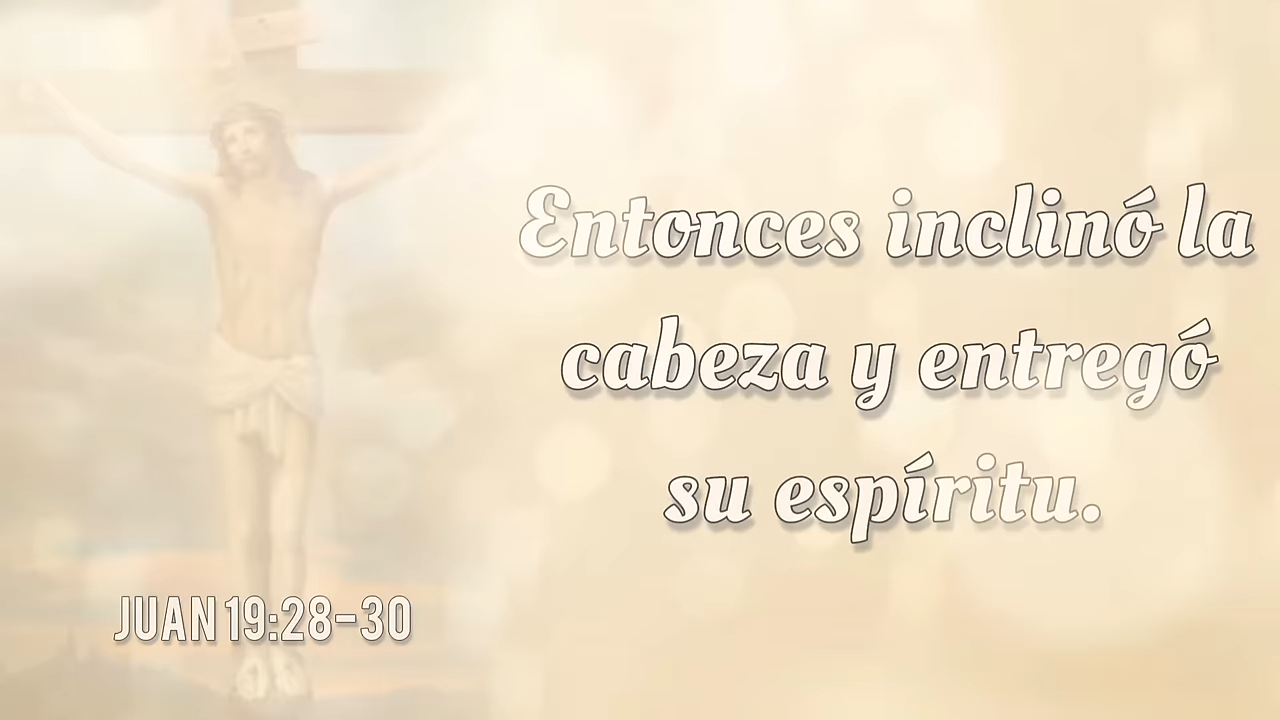 Entonces inclinó la
cabeza y entregó
su espíritu.
JUAN 19:28-30